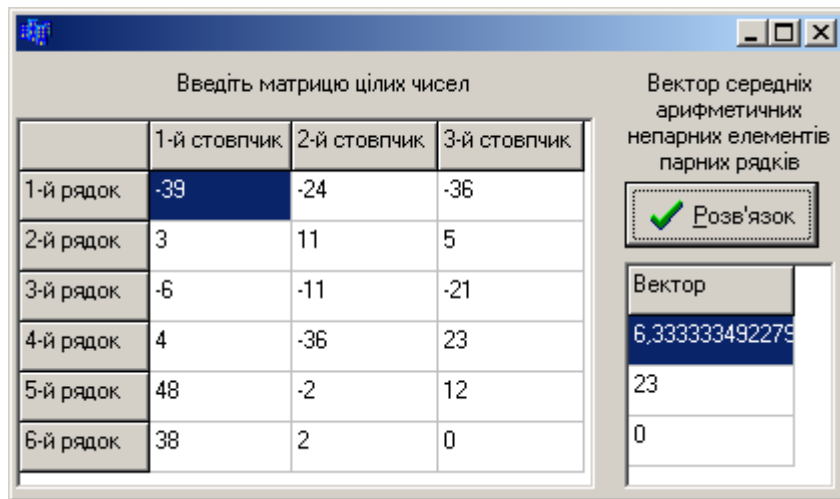 Введіть матрицю цілих чисел
1-й стовпчик 2-й стовпчик 3-й стовпчик
1-й рядок -39 -24 -36
2-й рядок 3 11 5
3-й рядок -6 -11 -21
4-й рядок 4 -36 23
5-й рядок 48 -2 12
6-й рядок 38 2 0
Вектор середніх
арифметичних
непарних елементів
парних рядків
Розв'язок
Вектор
6,333333492279
23
0